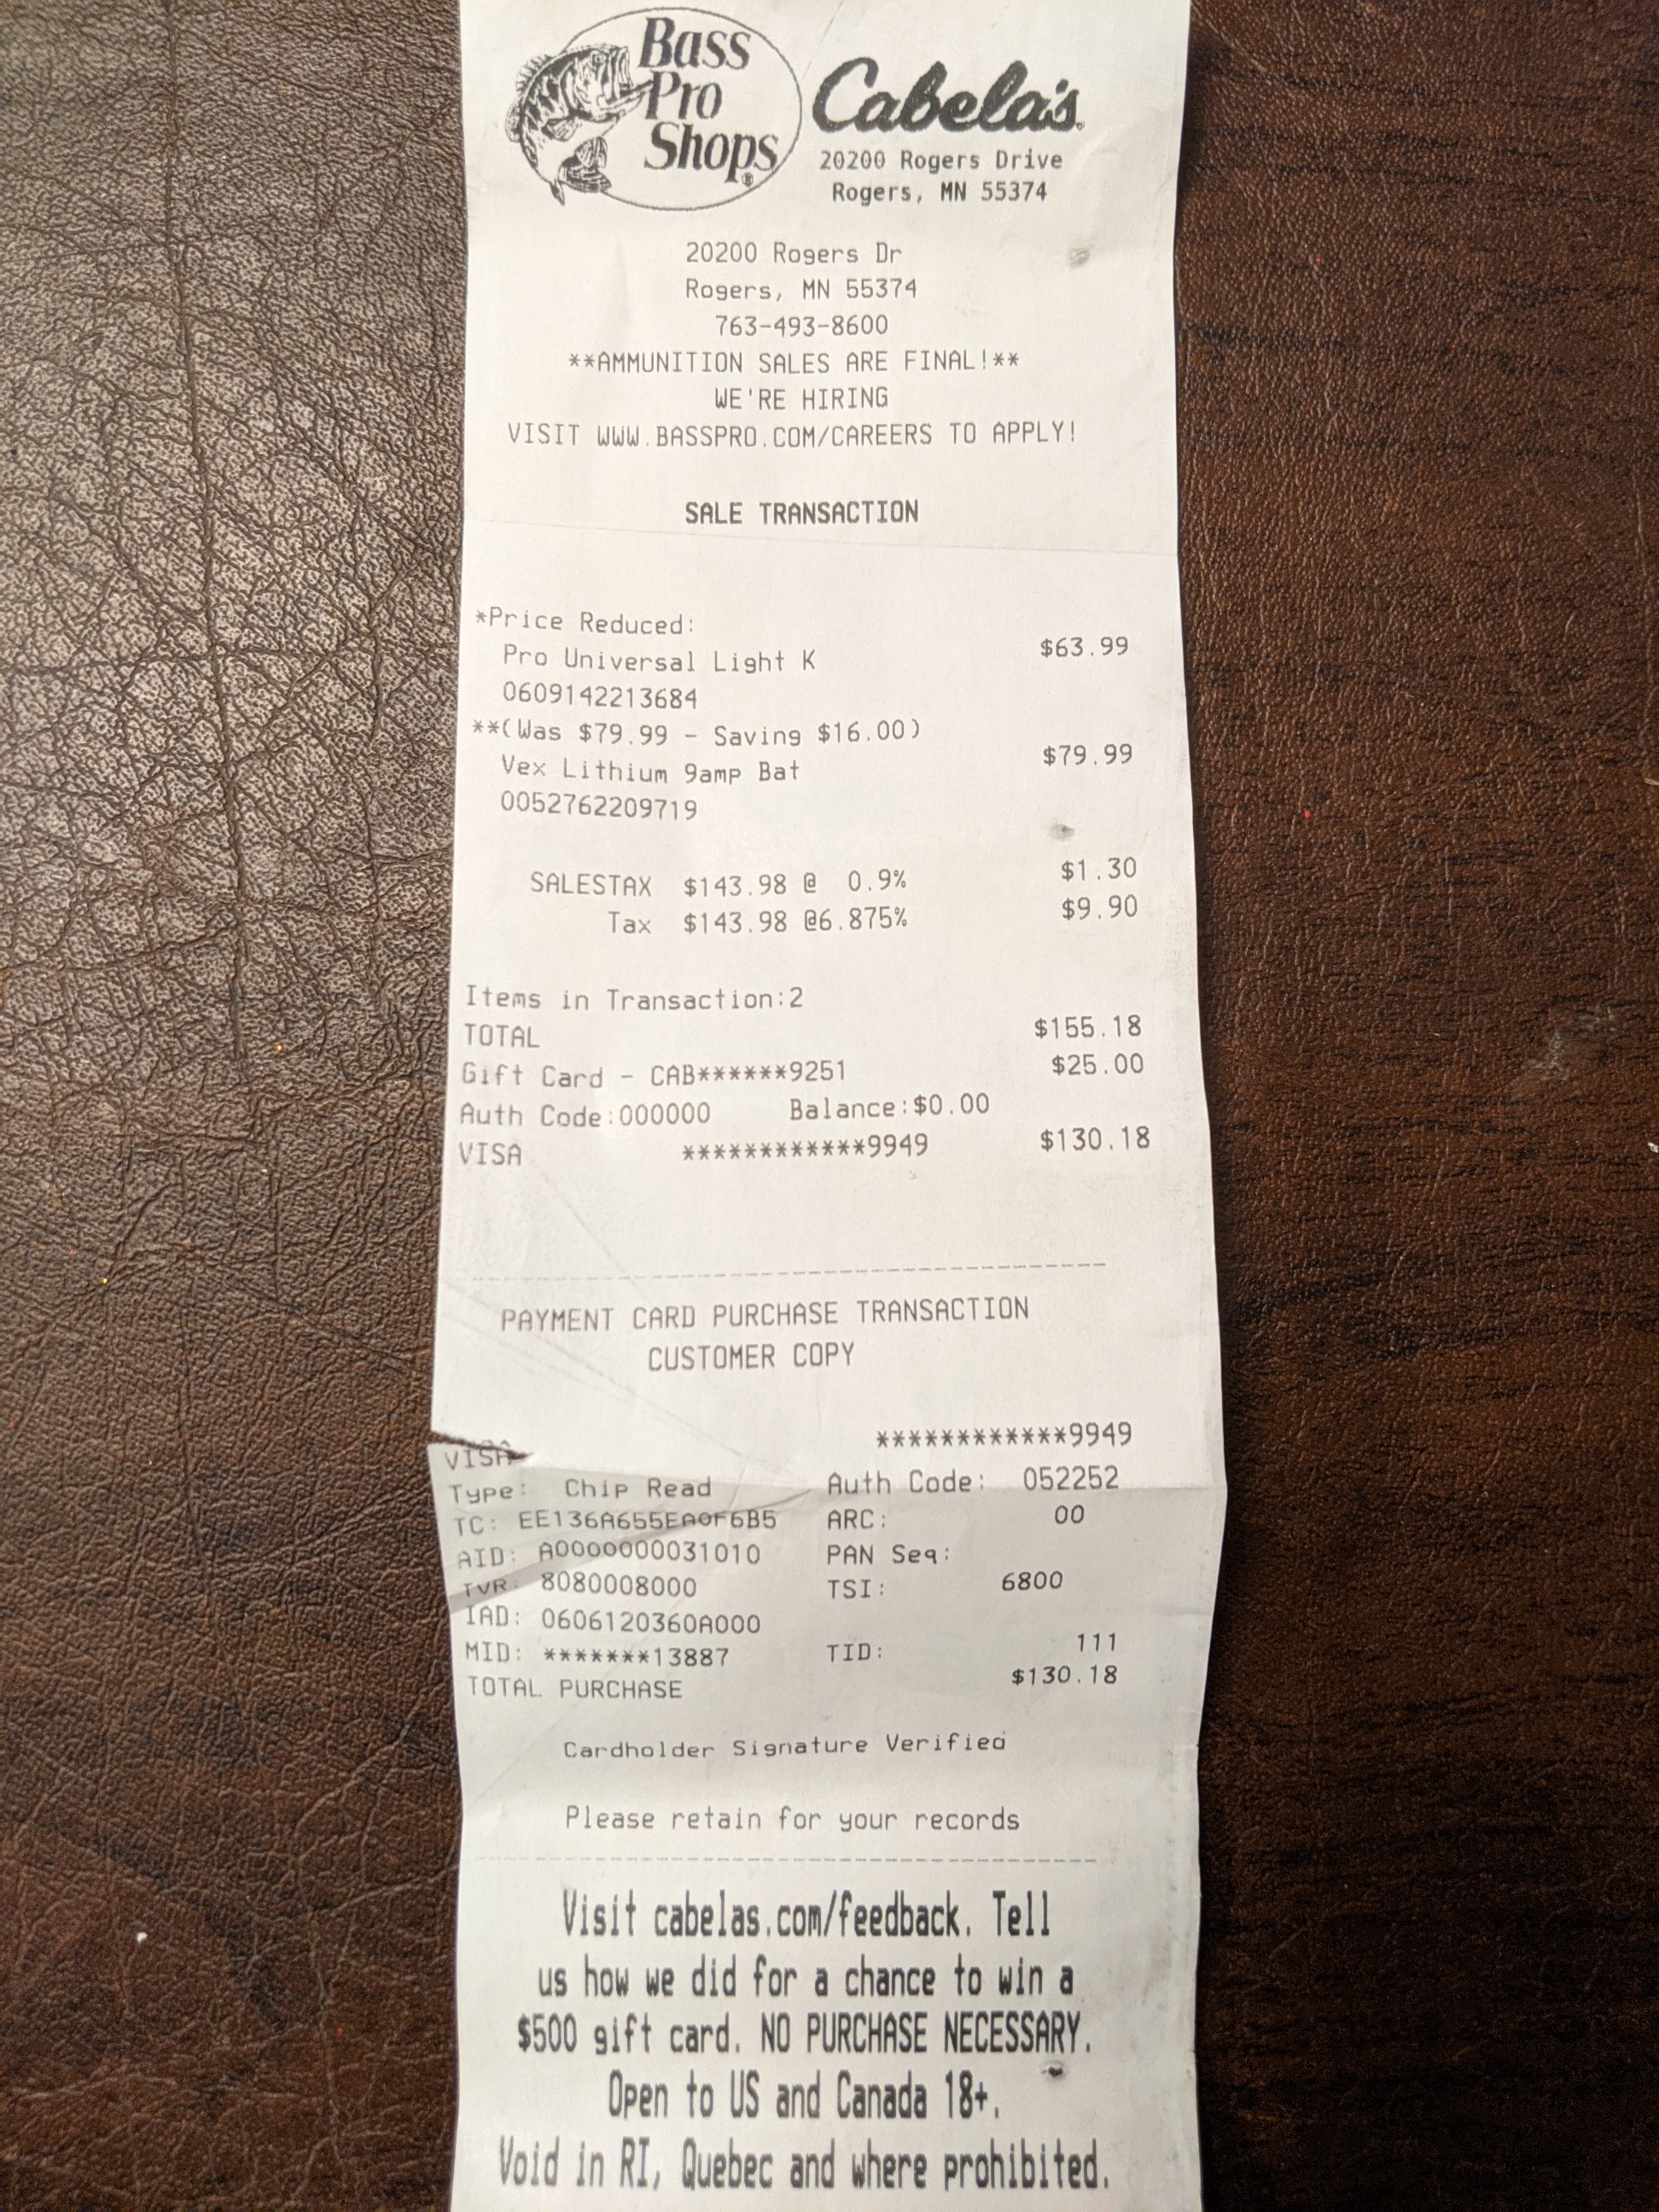 Bass
Pro
Shops®
Cabela's
20200 Rogers Drive
Rogers, MN 55374
20200 Rogers Dr
Rogers, MN 55374
763-493-8600
**AMMUNITION SALES ARE FINAL!**
WE'RE HIRING
VISIT WWW.BASSPRO.COM/CAREERS TO APPLY!
SALE TRANSACTION
*Price Reduced:
Pro Universal Light K $63.99
0609142213684
**(Was $79.99 - Saving $16.00)
Vex Lithium 9amp Bat $79.99
0052762209719
SALESTAX $143.98 @ 0.9% $1.30
Tax $143.98 @6.875% $9.90
Items in Transaction:2
TOTAL $155.18
Gift Card - CAB******9251 $25.00
Auth Code:000000 Balance:$0.00
VISA ************9949 $130.18
PAYMENT CARD PURCHASE TRANSACTION
CUSTOMER COPY
VISA ************9949
Type: Chip Read Auth Code: 052252
TC: EE136A655EA0F6B5 ARC: 00
AID: A0000000031010 PAN Seq:
TVR: 8080008000 TSI: 6800
IAD: 0606120360A000
MID: *******13887 TID: 111
TOTAL PURCHASE $130.18
Cardholder Signature Verified
Please retain for your records
Visit cabelas.com/feedback. Tell
us how we did for a chance to win a
$500 gift card. NO PURCHASE NECESSARY.
Open to US and Canada 18+.
Void in RI, Quebec and where prohibited.